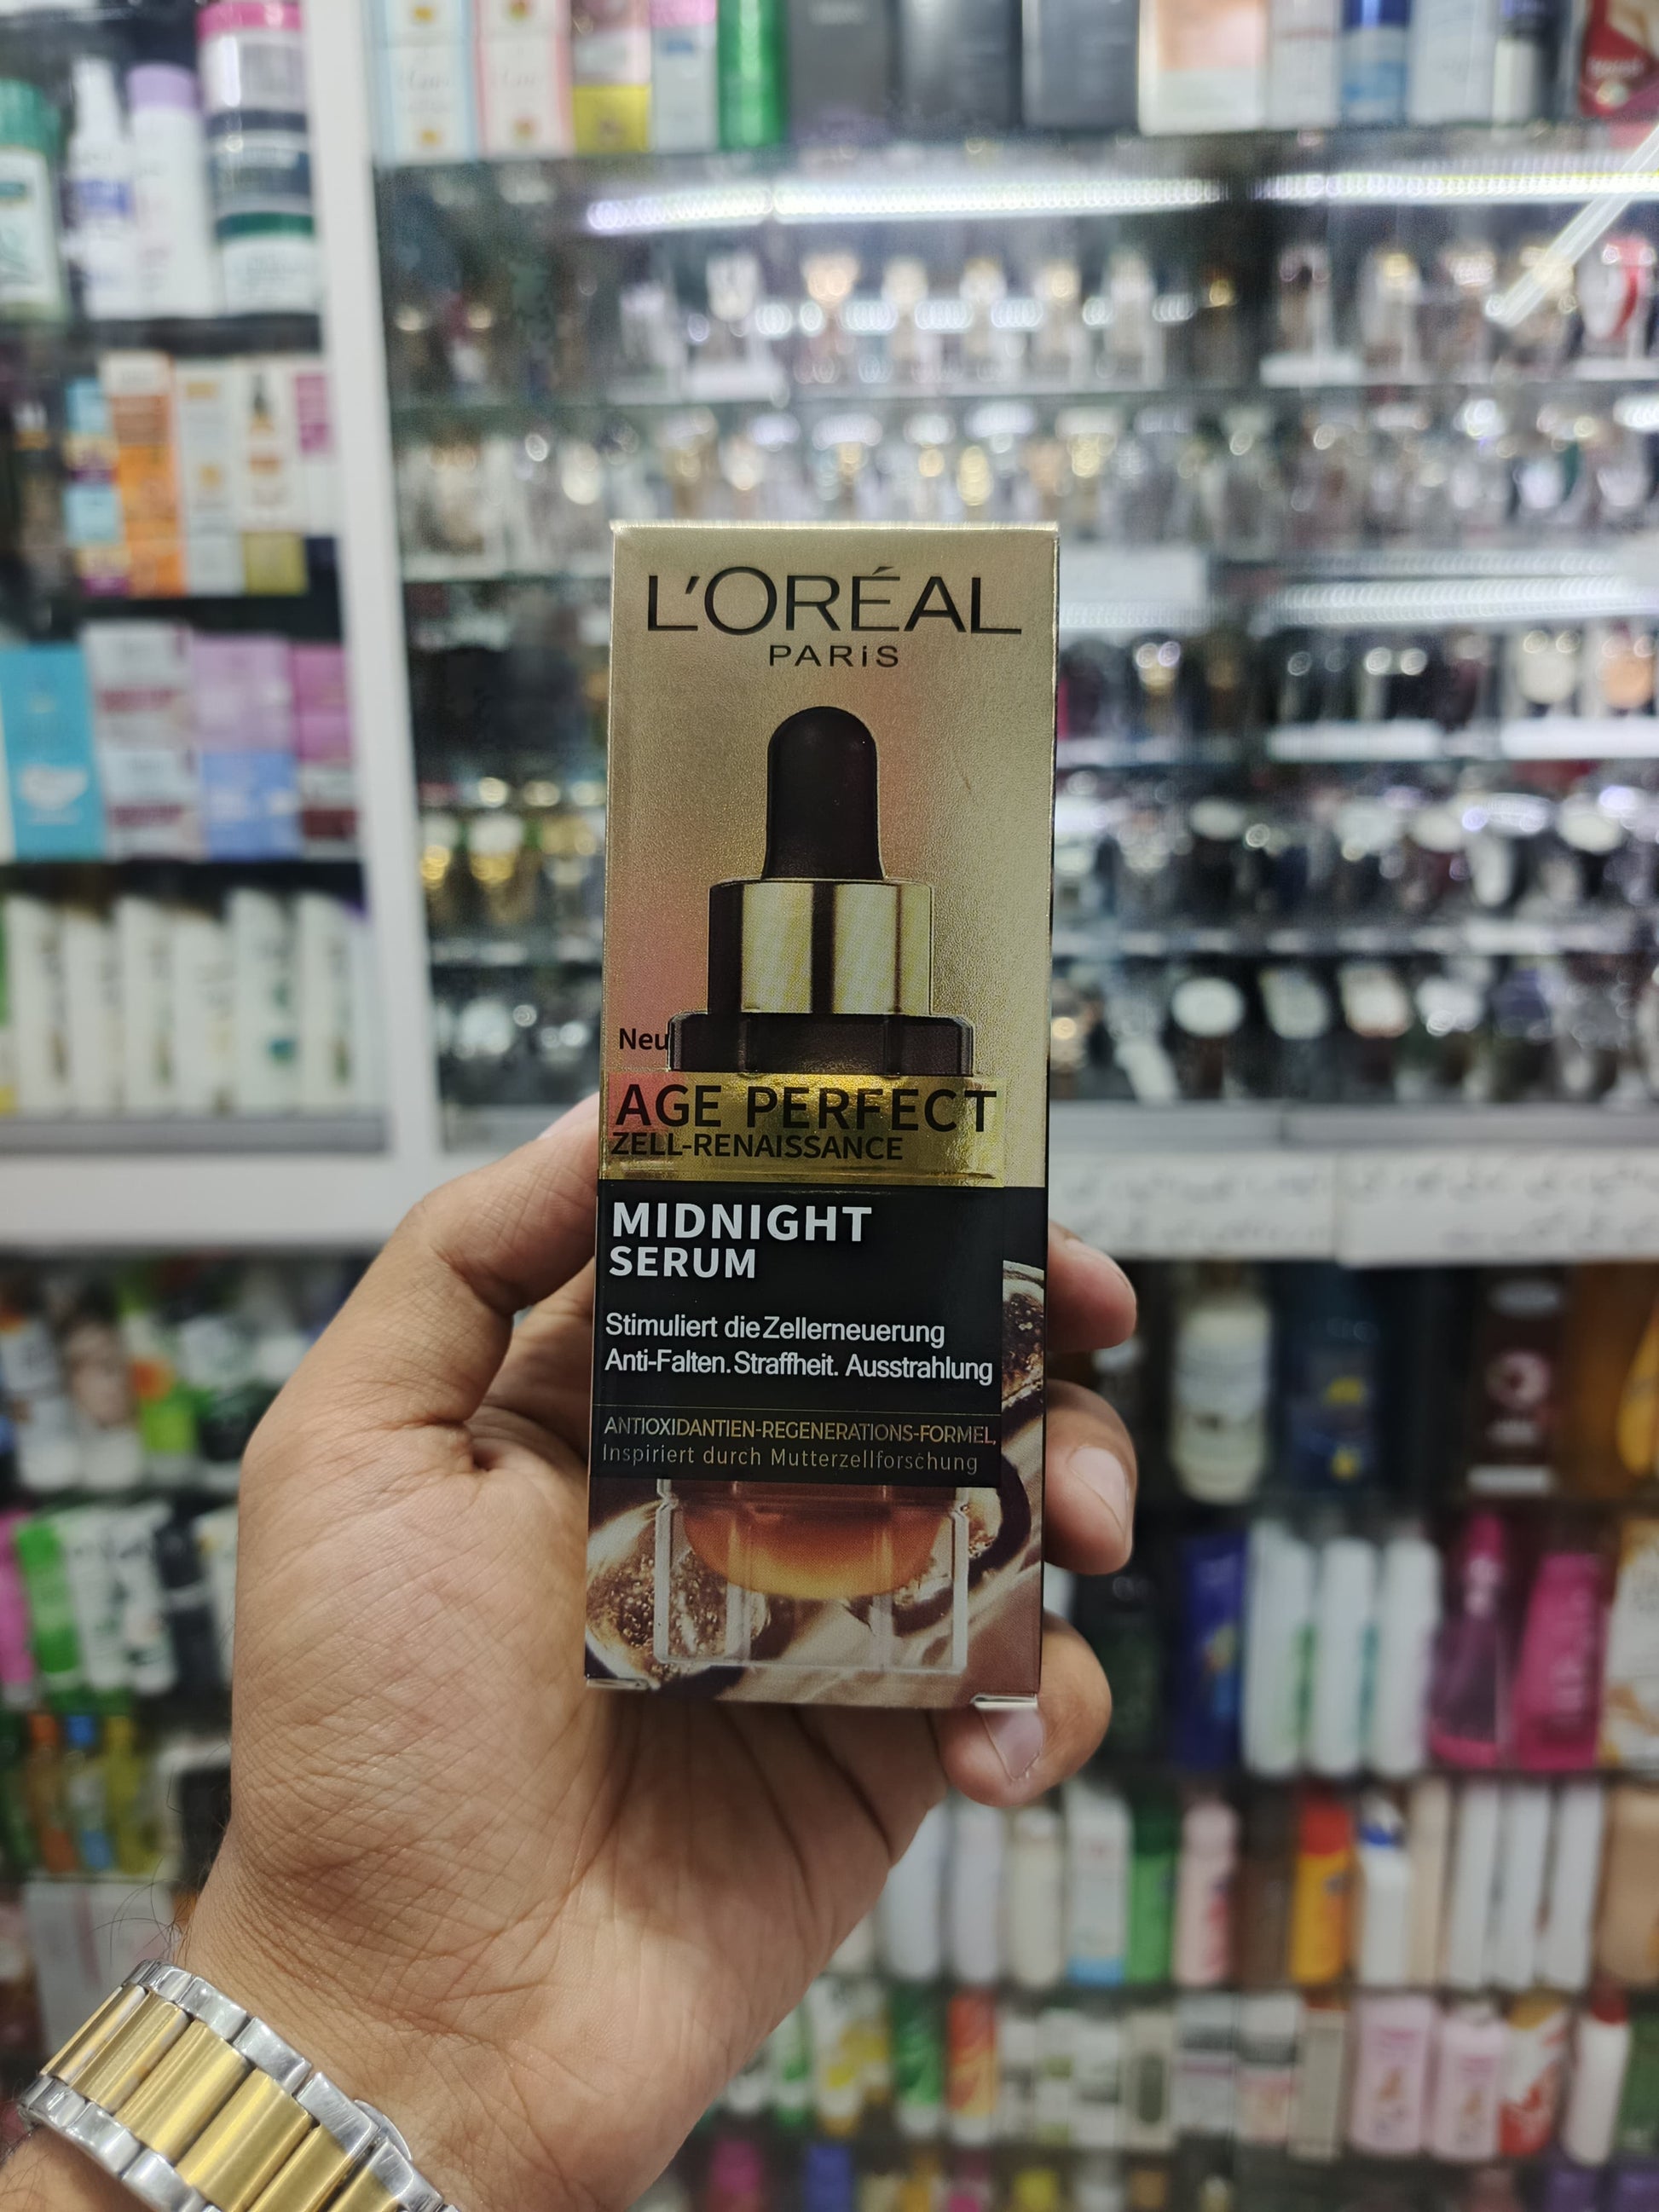 L'ORÉAL
PARiS
Neu
AGE PERFECT
ZELL-RENAISSANCE
MIDNIGHT
SERUM
Stimuliert die Zellerneuerung
Anti-Falten. Straffheit. Ausstrahlung
ANTIOXIDANTIEN-REGENERATIONS-FORMEL,
Inspiriert durch Mutterzellforschung